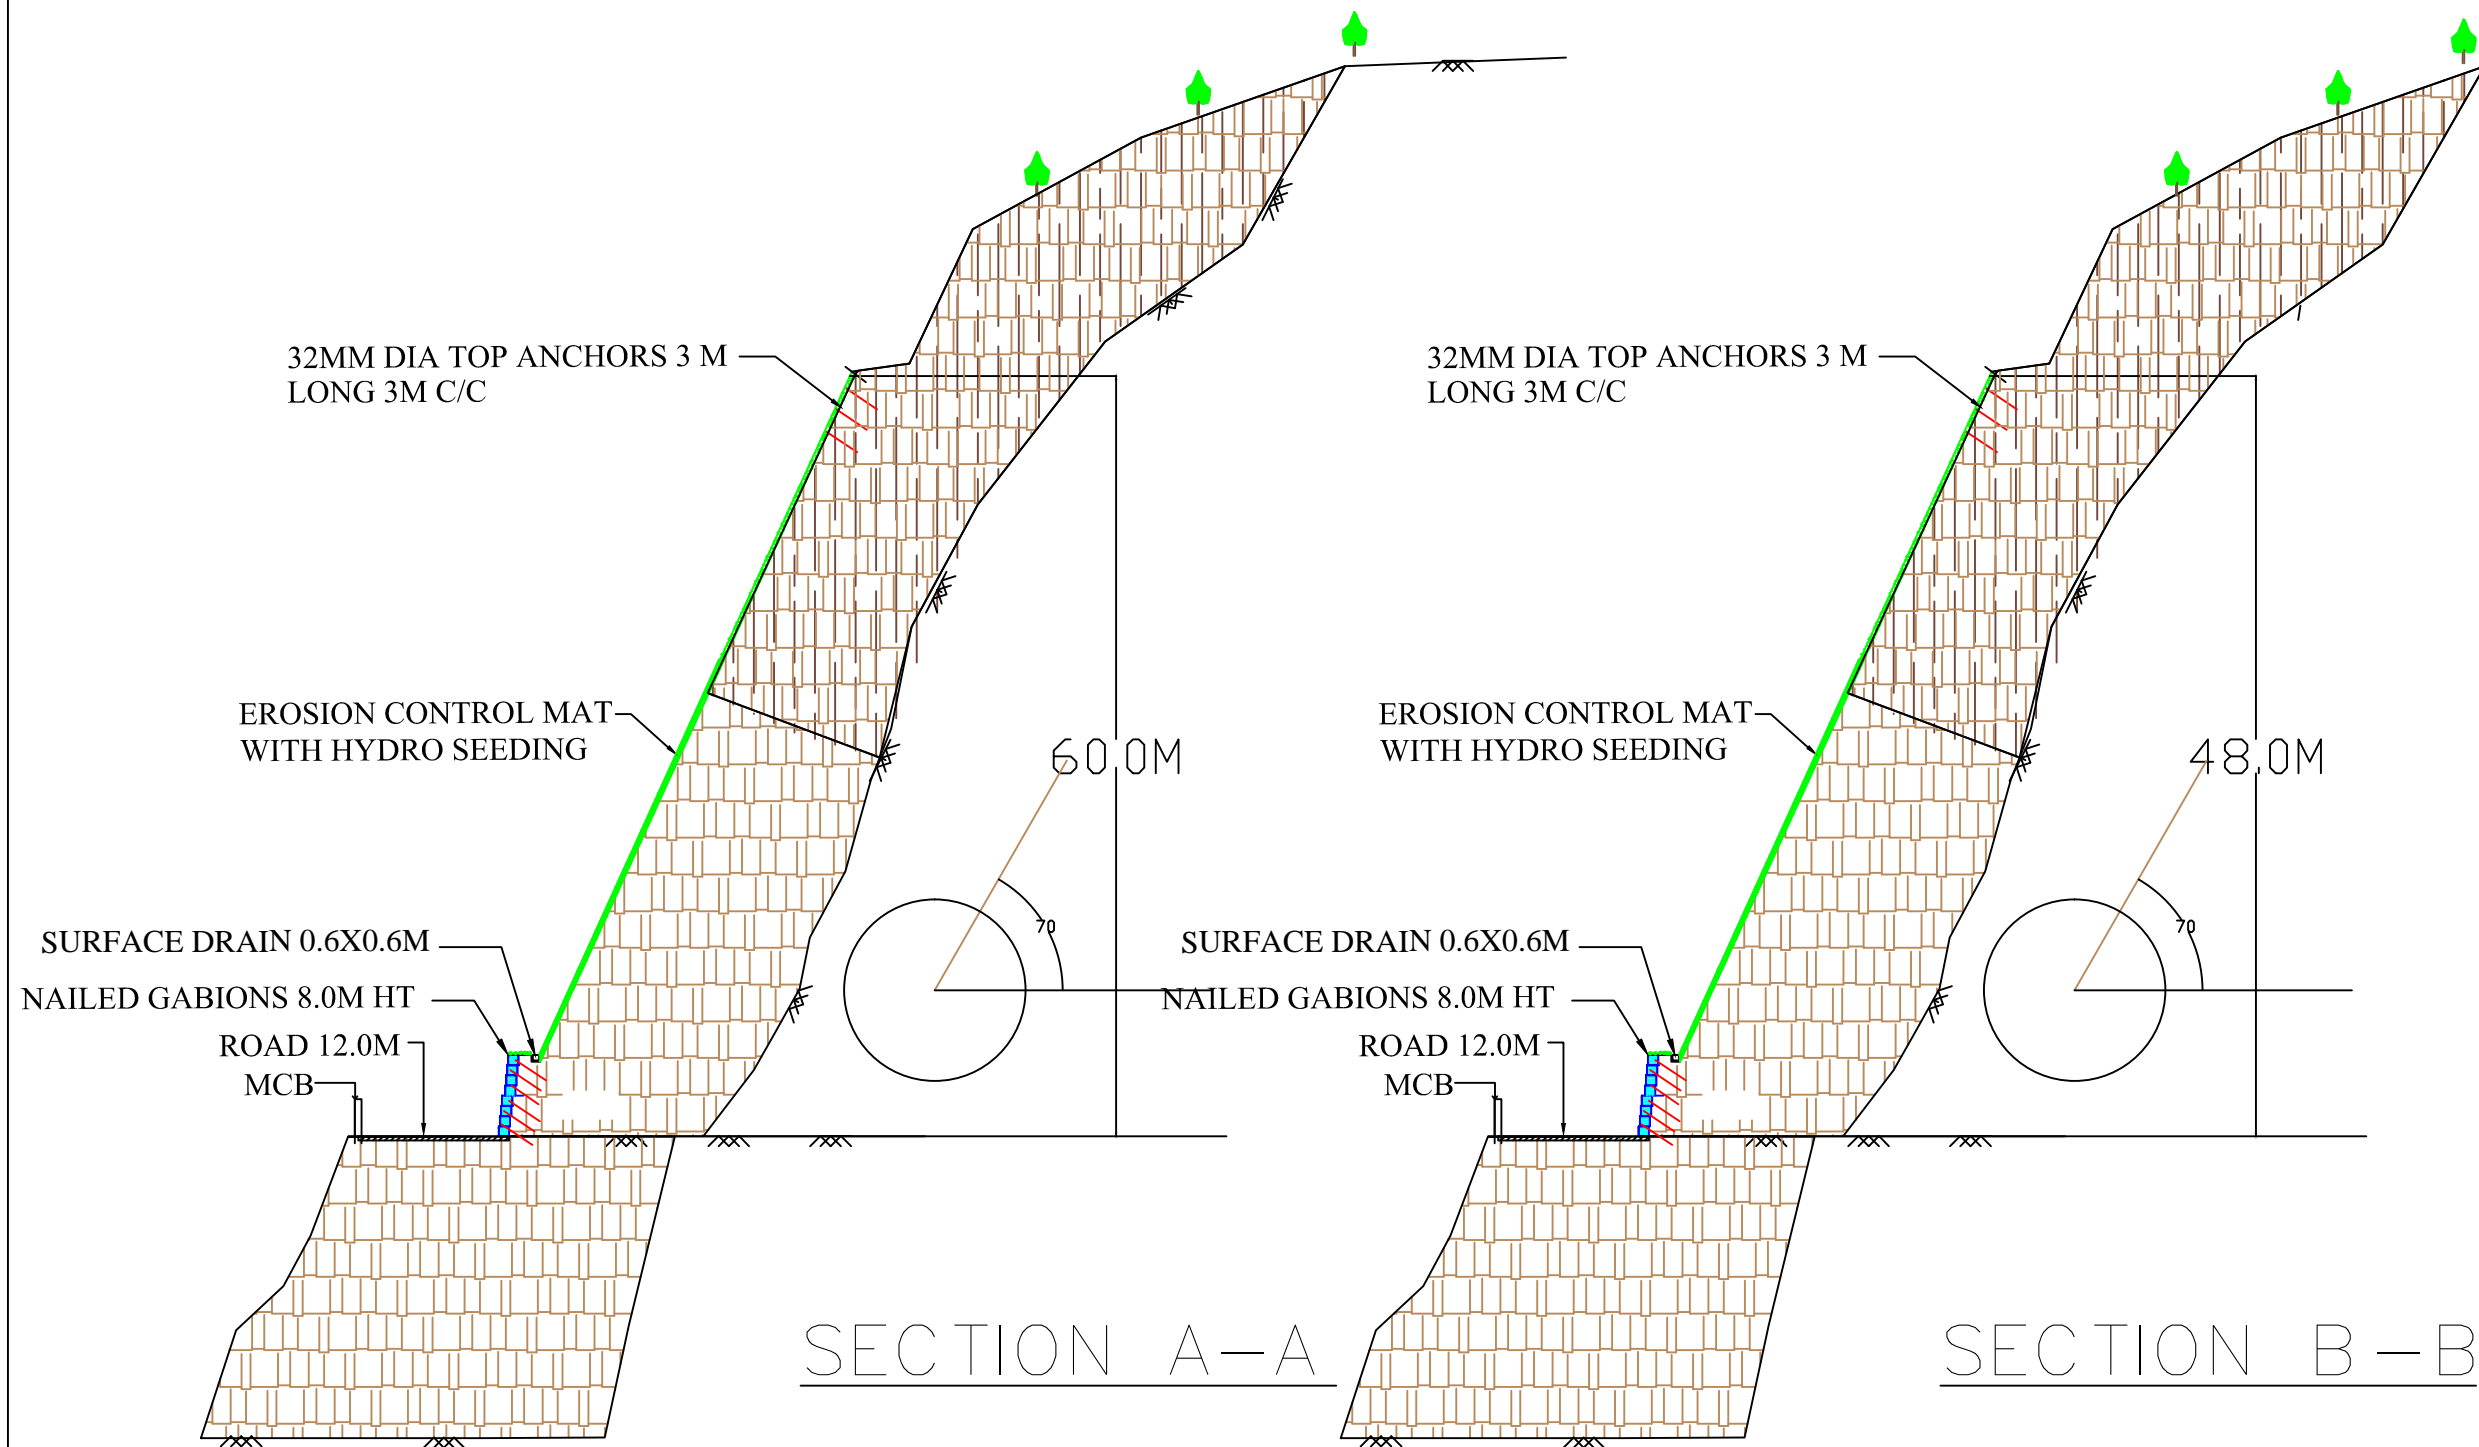 32MM DIA TOP ANCHORS 3 M
LONG 3M C/C
EROSION CONTROL MAT
WITH HYDRO SEEDING
60.0M
70
SURFACE DRAIN 0.6X0.6M
NAILED GABIONS 8.0M HT
ROAD 12.0M
MCB
SECTION A-A
32MM DIA TOP ANCHORS 3 M
LONG 3M C/C
EROSION CONTROL MAT
WITH HYDRO SEEDING
48.0M
70
SURFACE DRAIN 0.6X0.6M
NAILED GABIONS 8.0M HT
ROAD 12.0M
MCB
SECTION B-B